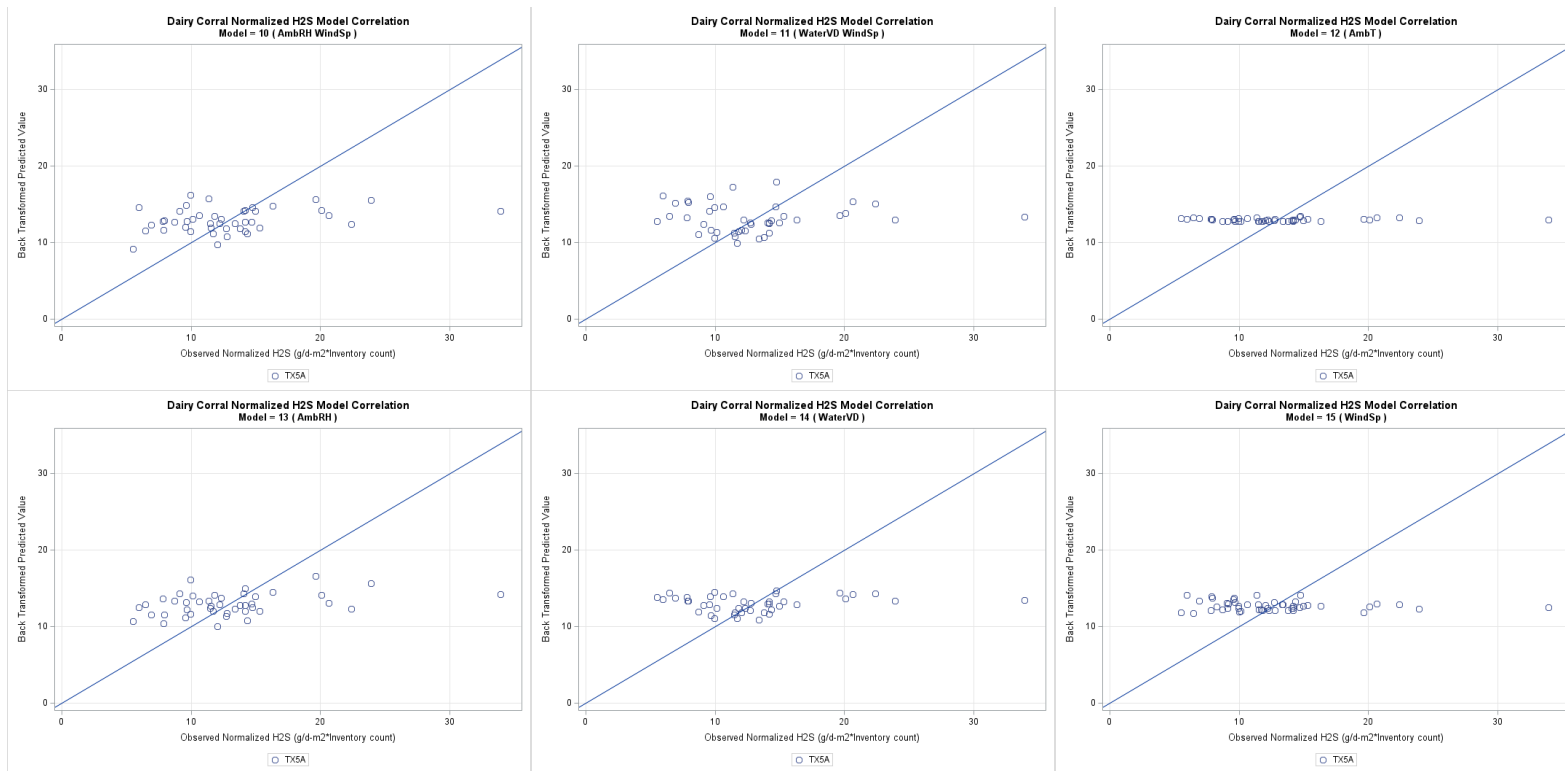 Dairy Corral Normalized H2S Model Correlation
Model = 10 ( AmbRH WindSp )
Back Transformed Predicted Value
30
20
10
0
0 10 20 30
Observed Normalized H2S (g/d-m2*Inventory count)
TX5A
Dairy Corral Normalized H2S Model Correlation
Model = 11 ( WaterVD WindSp )
Back Transformed Predicted Value
30
20
10
0
0 10 20 30
Observed Normalized H2S (g/d-m2*Inventory count)
TX5A
Dairy Corral Normalized H2S Model Correlation
Model = 12 ( AmbT )
Back Transformed Predicted Value
30
20
10
0
0 10 20 30
Observed Normalized H2S (g/d-m2*Inventory count)
TX5A
Dairy Corral Normalized H2S Model Correlation
Model = 13 ( AmbRH )
Back Transformed Predicted Value
30
20
10
0
0 10 20 30
Observed Normalized H2S (g/d-m2*Inventory count)
TX5A
Dairy Corral Normalized H2S Model Correlation
Model = 14 ( WaterVD )
Back Transformed Predicted Value
30
20
10
0
0 10 20 30
Observed Normalized H2S (g/d-m2*Inventory count)
TX5A
Dairy Corral Normalized H2S Model Correlation
Model = 15 ( WindSp )
Back Transformed Predicted Value
30
20
10
0
0 10 20 30
Observed Normalized H2S (g/d-m2*Inventory count)
TX5A